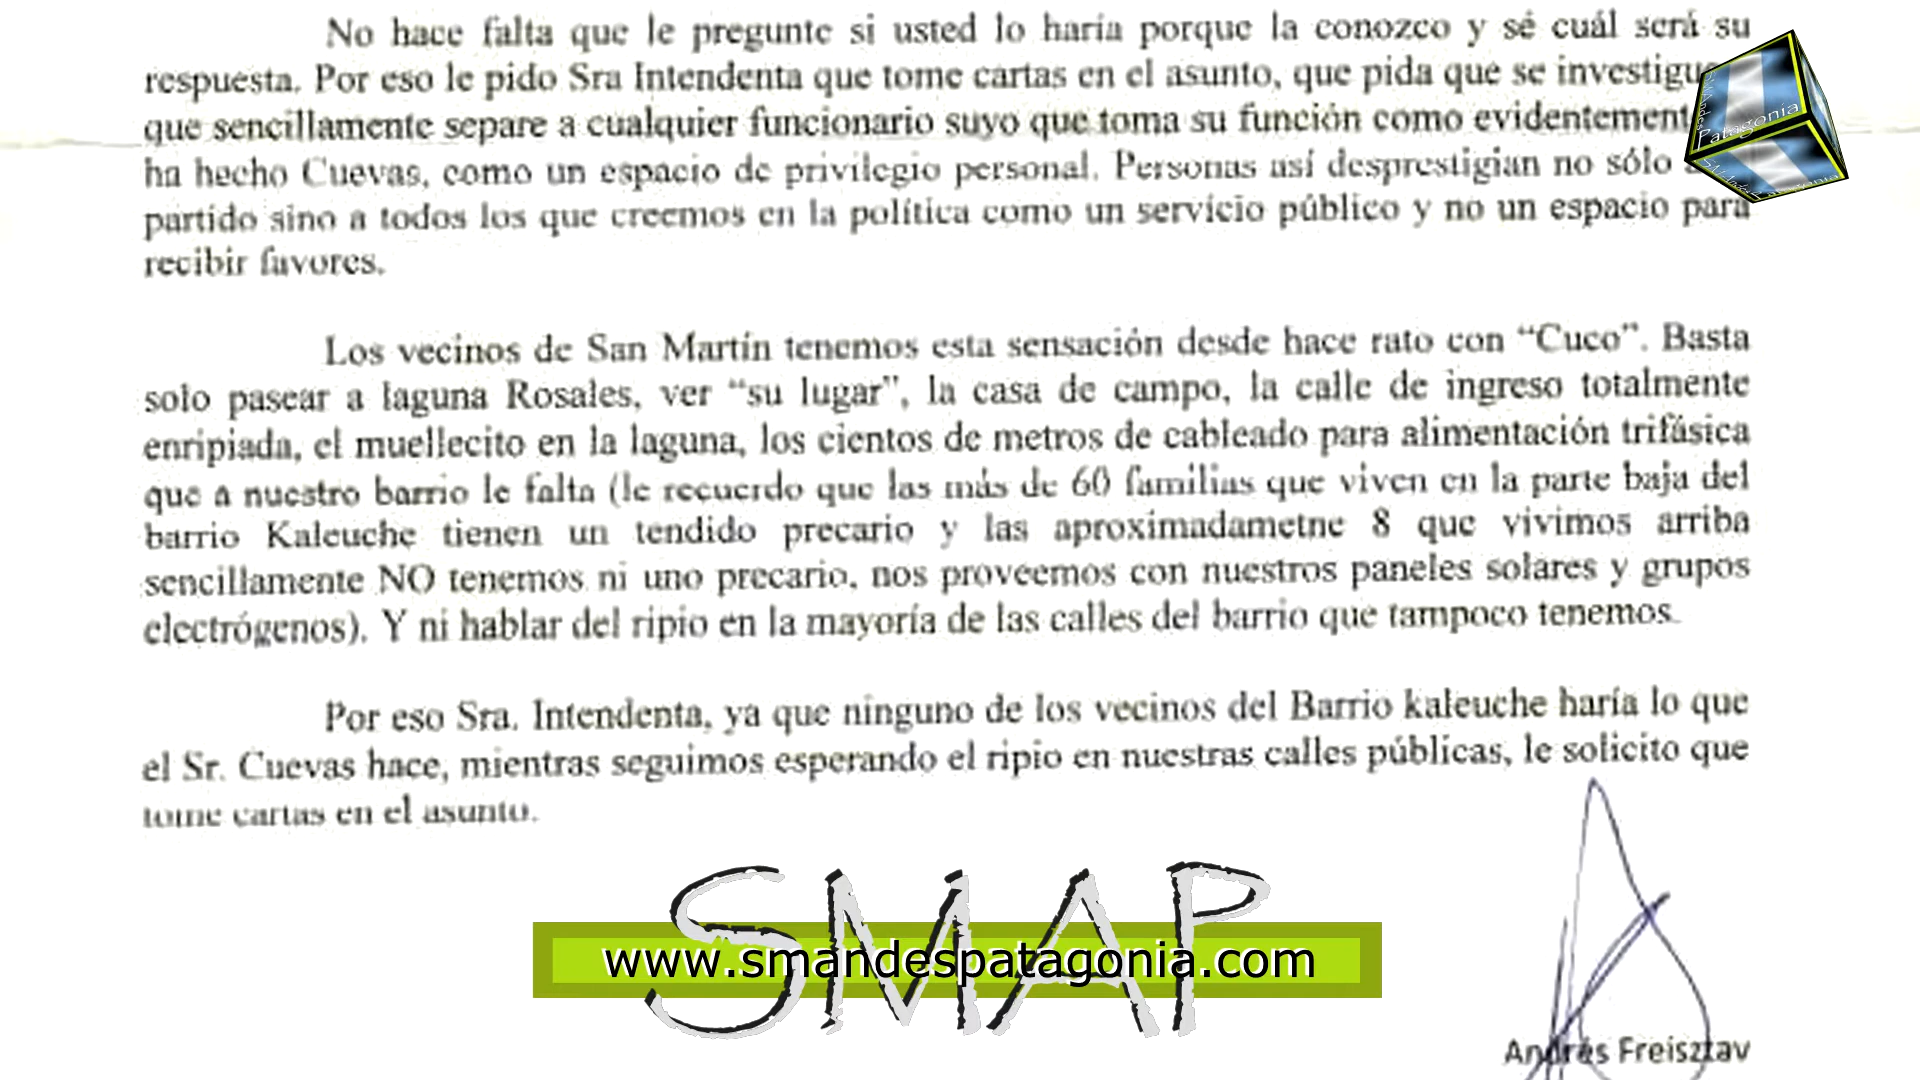 No hace falta que le pregunte si usted lo haría porque la conozco y sé cuál será su
respuesta. Por eso le pido Sra Intendenta que tome cartas en el asunto, que pida que se investigu
que sencillamente separe a cualquier funcionario suyo que toma su función como evidentement
ha hecho Cuevas, como un espacio de privilegio personal. Personas así desprestigian no sólo a
partido sino a todos los que creemos en la política como un servicio público y no un espacio para
recibir favores.
Los vecinos de San Martín tenemos esta sensación desde hace rato con “Cuco”. Basta
solo pasear a laguna Rosales, ver “su lugar”, la casa de campo, la calle de ingreso totalmente
enripiada, el muellecito en la laguna, los cientos de metros de cableado para alimentación trifásica
que a nuestro barrio le falta (le recuerdo que las más de 60 familias que viven en la parte baja del
barrio Kaleuche tienen un tendido precario y las aproximadametne 8 que vivimos arriba
sencillamente NO tenemos ni uno precario, nos proveemos con nuestros paneles solares y grupos
electrógenos). Y ni hablar del ripio en la mayoría de las calles del barrio que tampoco tenemos.
Por eso Sra. Intendenta, ya que ninguno de los vecinos del Barrio kaleuche haría lo que
el Sr. Cuevas hace, mientras seguimos esperando el ripio en nuestras calles públicas, le solicito que
tome cartas en el asunto.
Patagonia
SMAP
www.smandespatagonia.com
Andrés Freisztav